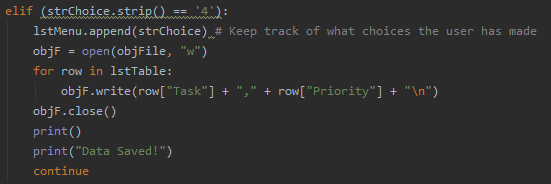 elif (strChoice.strip() == '4'):
    lstMenu.append(strChoice) # Keep track of what choices the user has made
    objF = open(objFile, "w")
    for row in lstTable:
        objF.write(row["Task"] + "," + row["Priority"] + "\n")
    objF.close()
    print()
    print("Data Saved!")
    continue